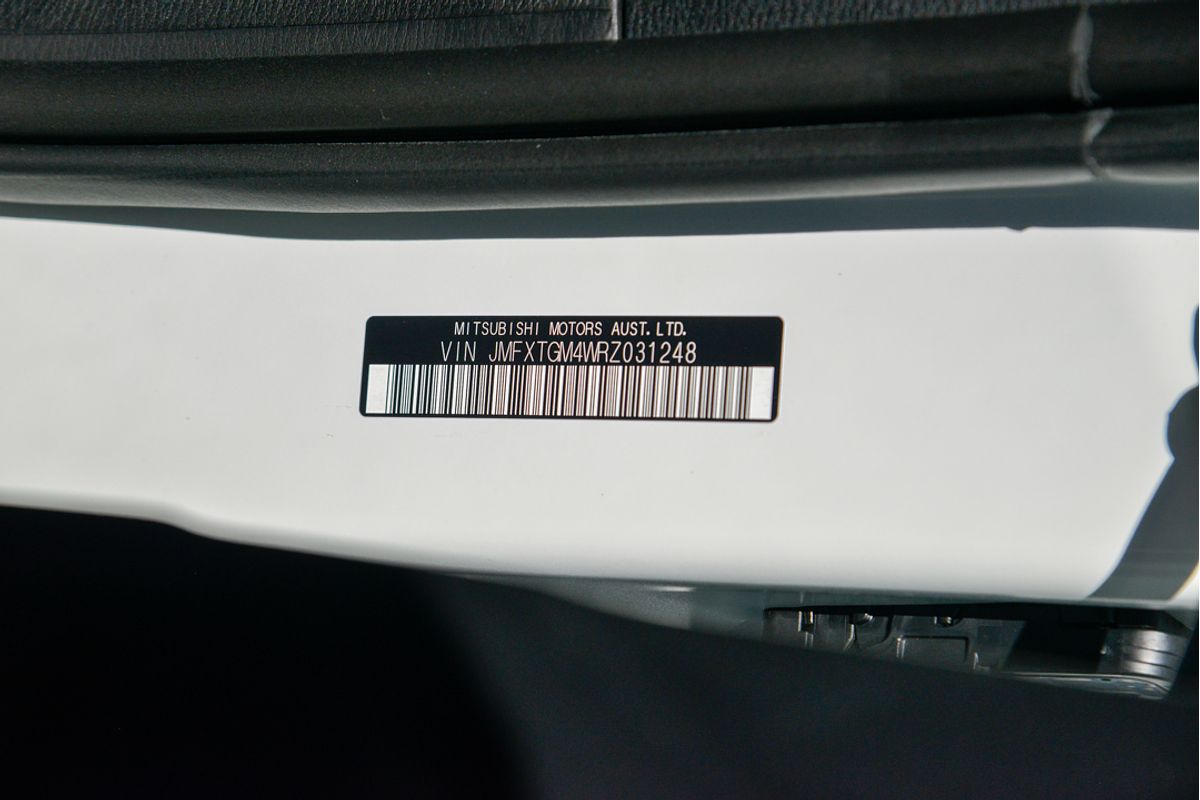 MITSUBISHI MOTORS AUST. LTD.
VIN JMFXTGM4WRZ031248